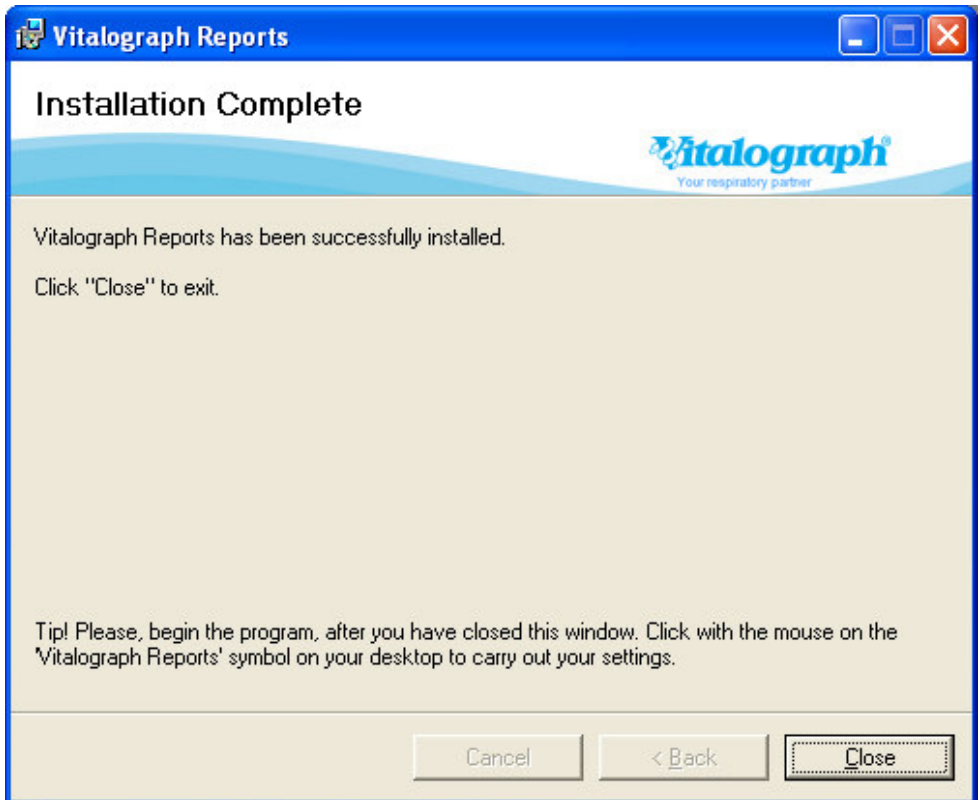 Vitalograph Reports
Installation Complete
Vitalograph®
Your respiratory partner
Vitalograph Reports has been successfully installed.
Click "Close" to exit.
Tip! Please, begin the program, after you have closed this window. Click with the mouse on the
'Vitalograph Reports' symbol on your desktop to carry out your settings.
Cancel < Back Close